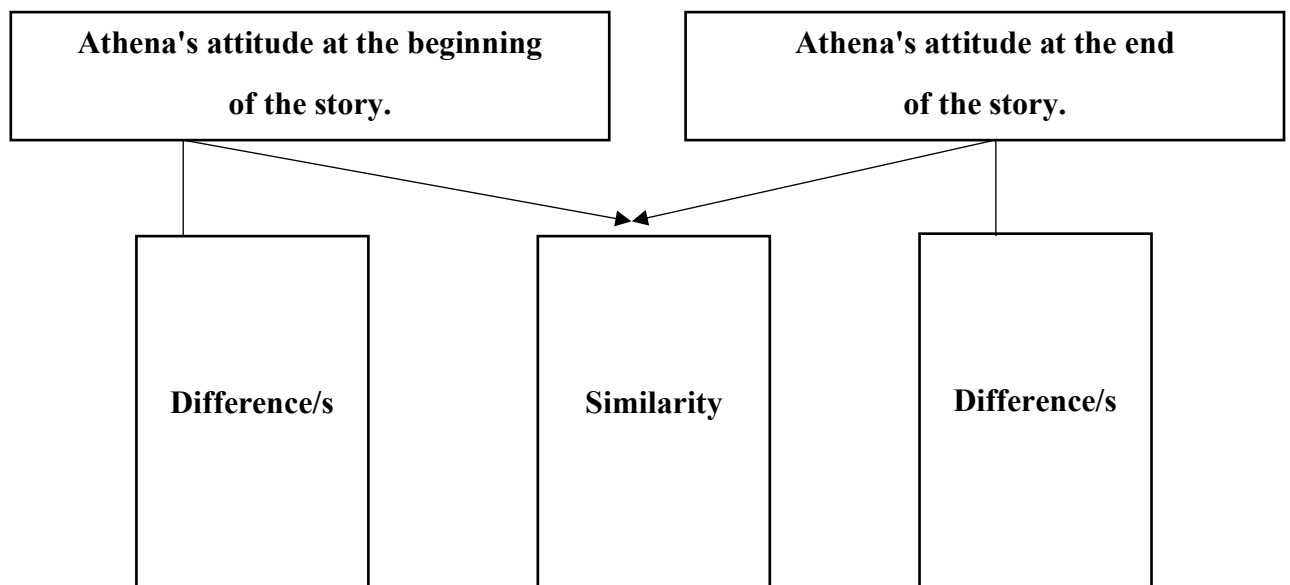 Athena's attitude at the beginning
of the story.
Athena's attitude at the end
of the story.
Difference/s
Similarity
Difference/s